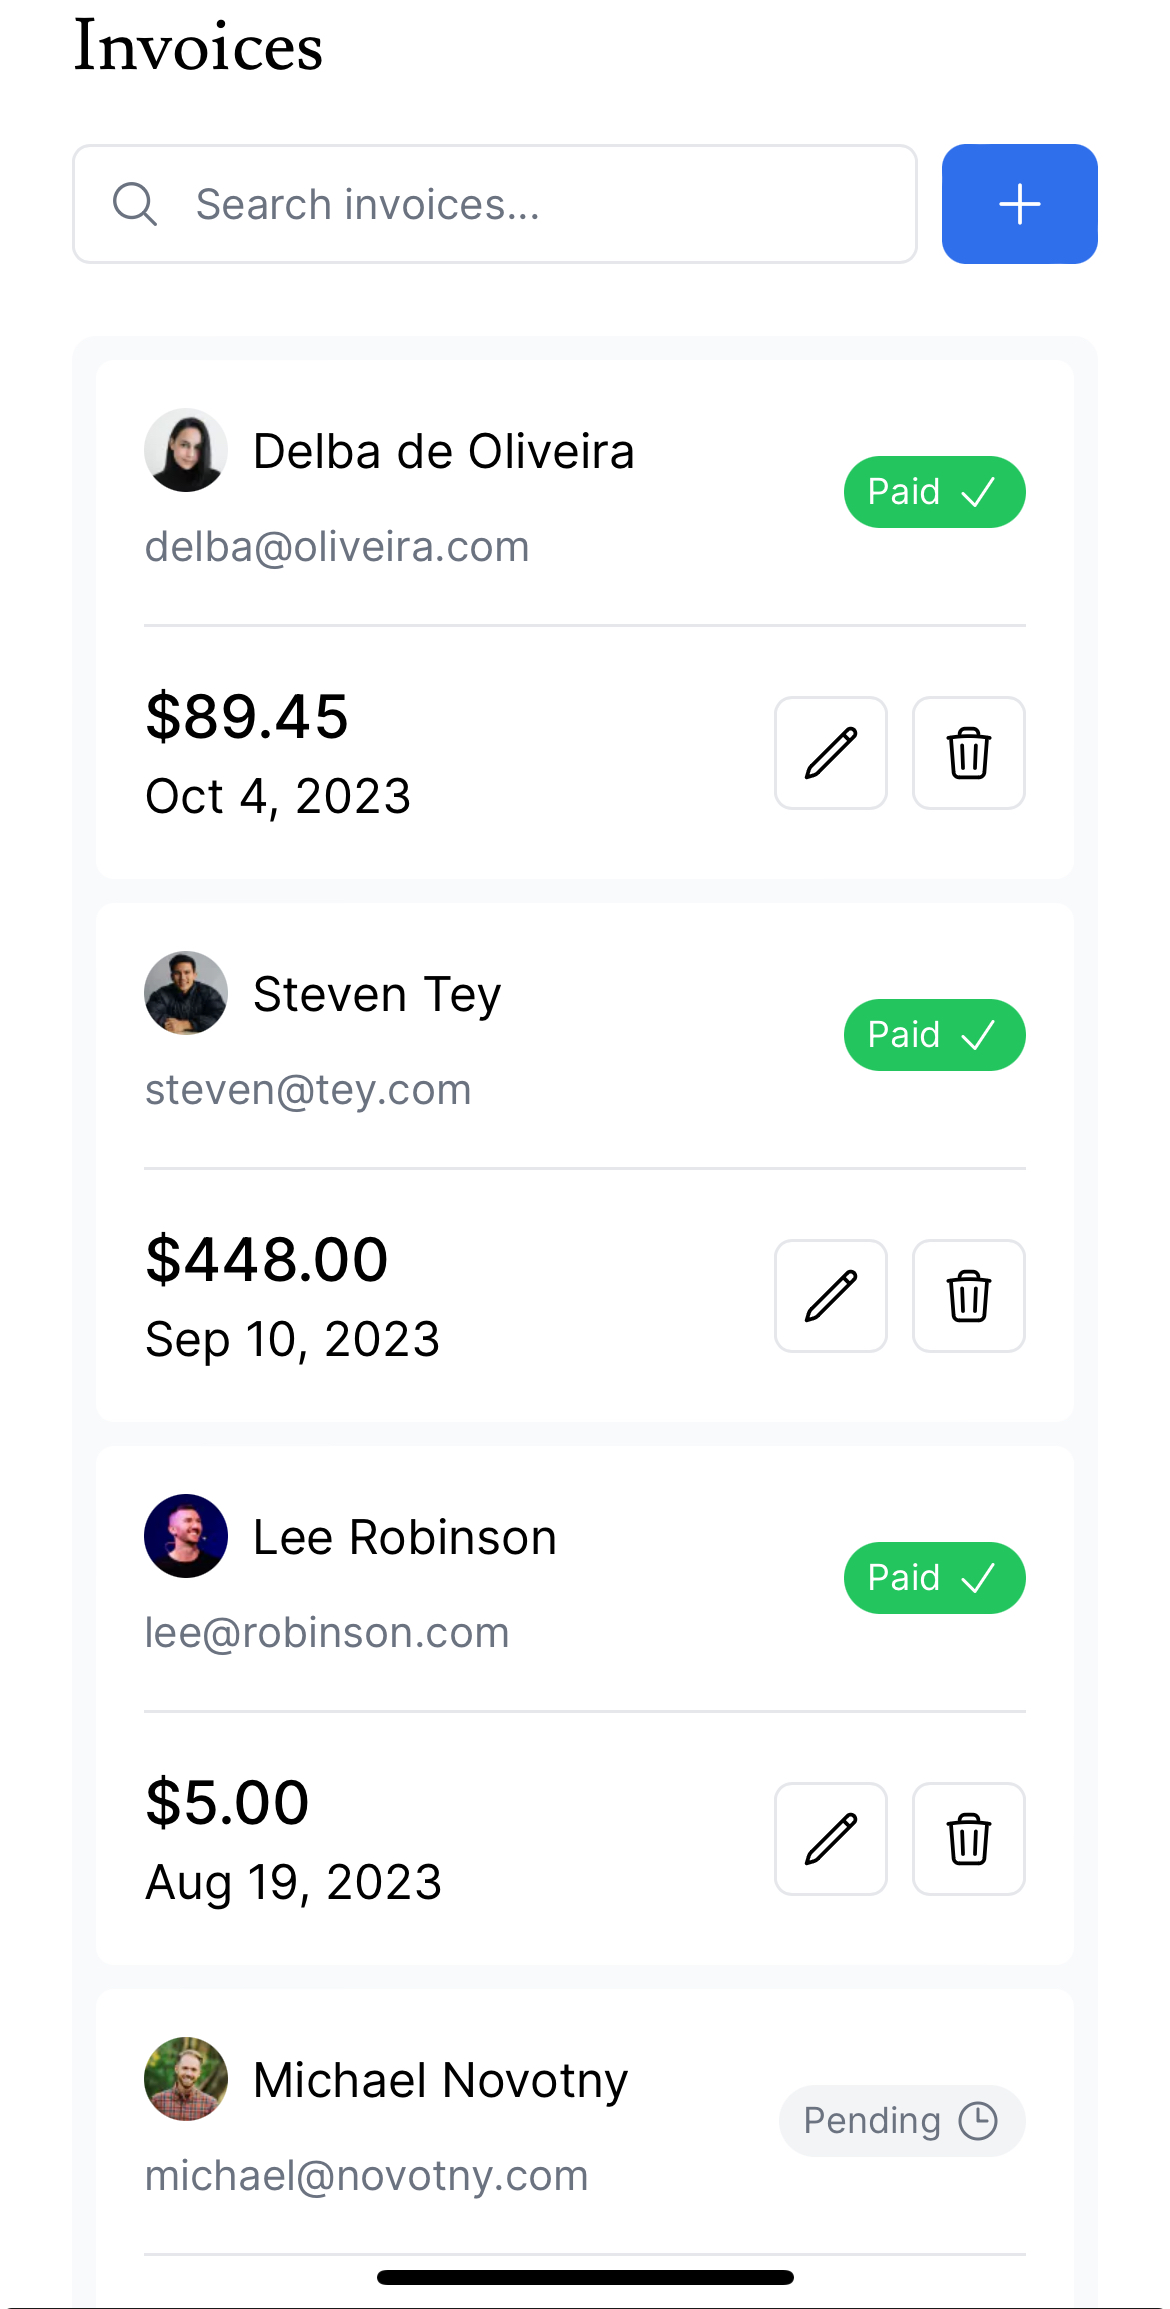 Invoices
Search invoices...
Delba de Oliveira
Paid
delba@oliveira.com
$89.45
Oct 4, 2023
Steven Tey
Paid
steven@tey.com
$448.00
Sep 10, 2023
Lee Robinson
Paid
lee@robinson.com
$5.00
Aug 19, 2023
Michael Novotny
Pending
michael@novotny.com